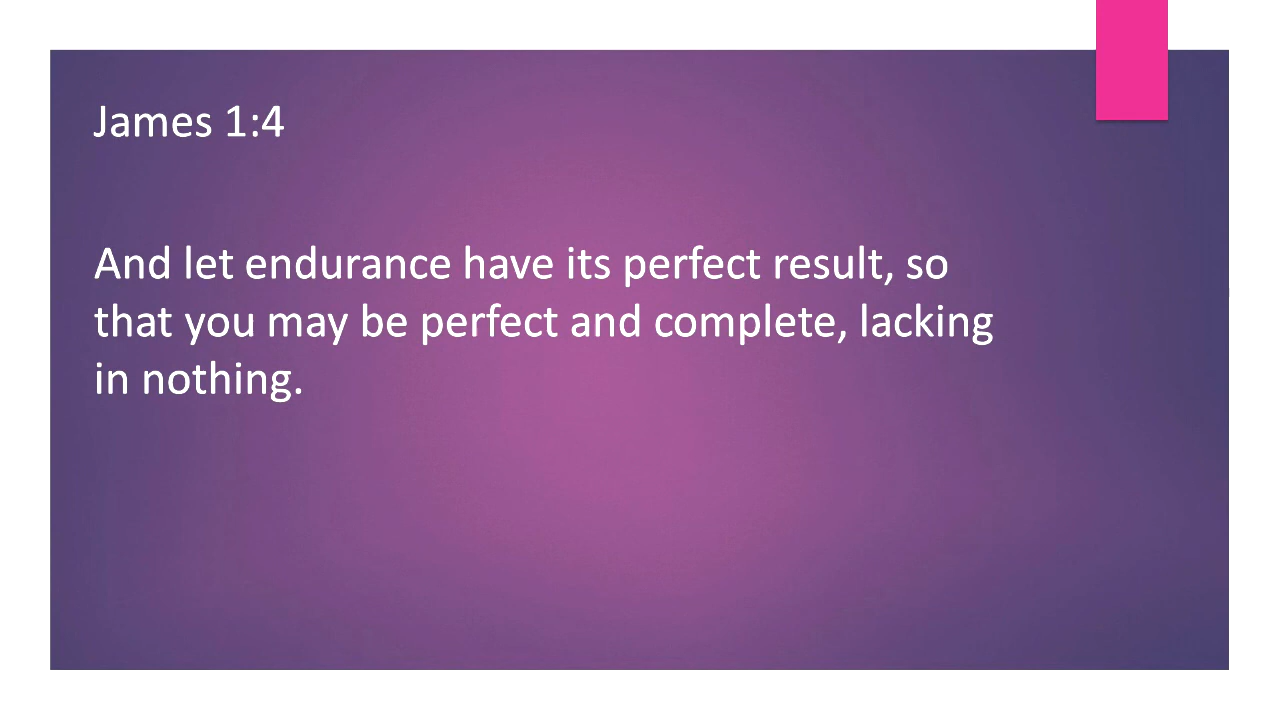 James 1:4
And let endurance have its perfect result, so
that you may be perfect and complete, lacking
in nothing.